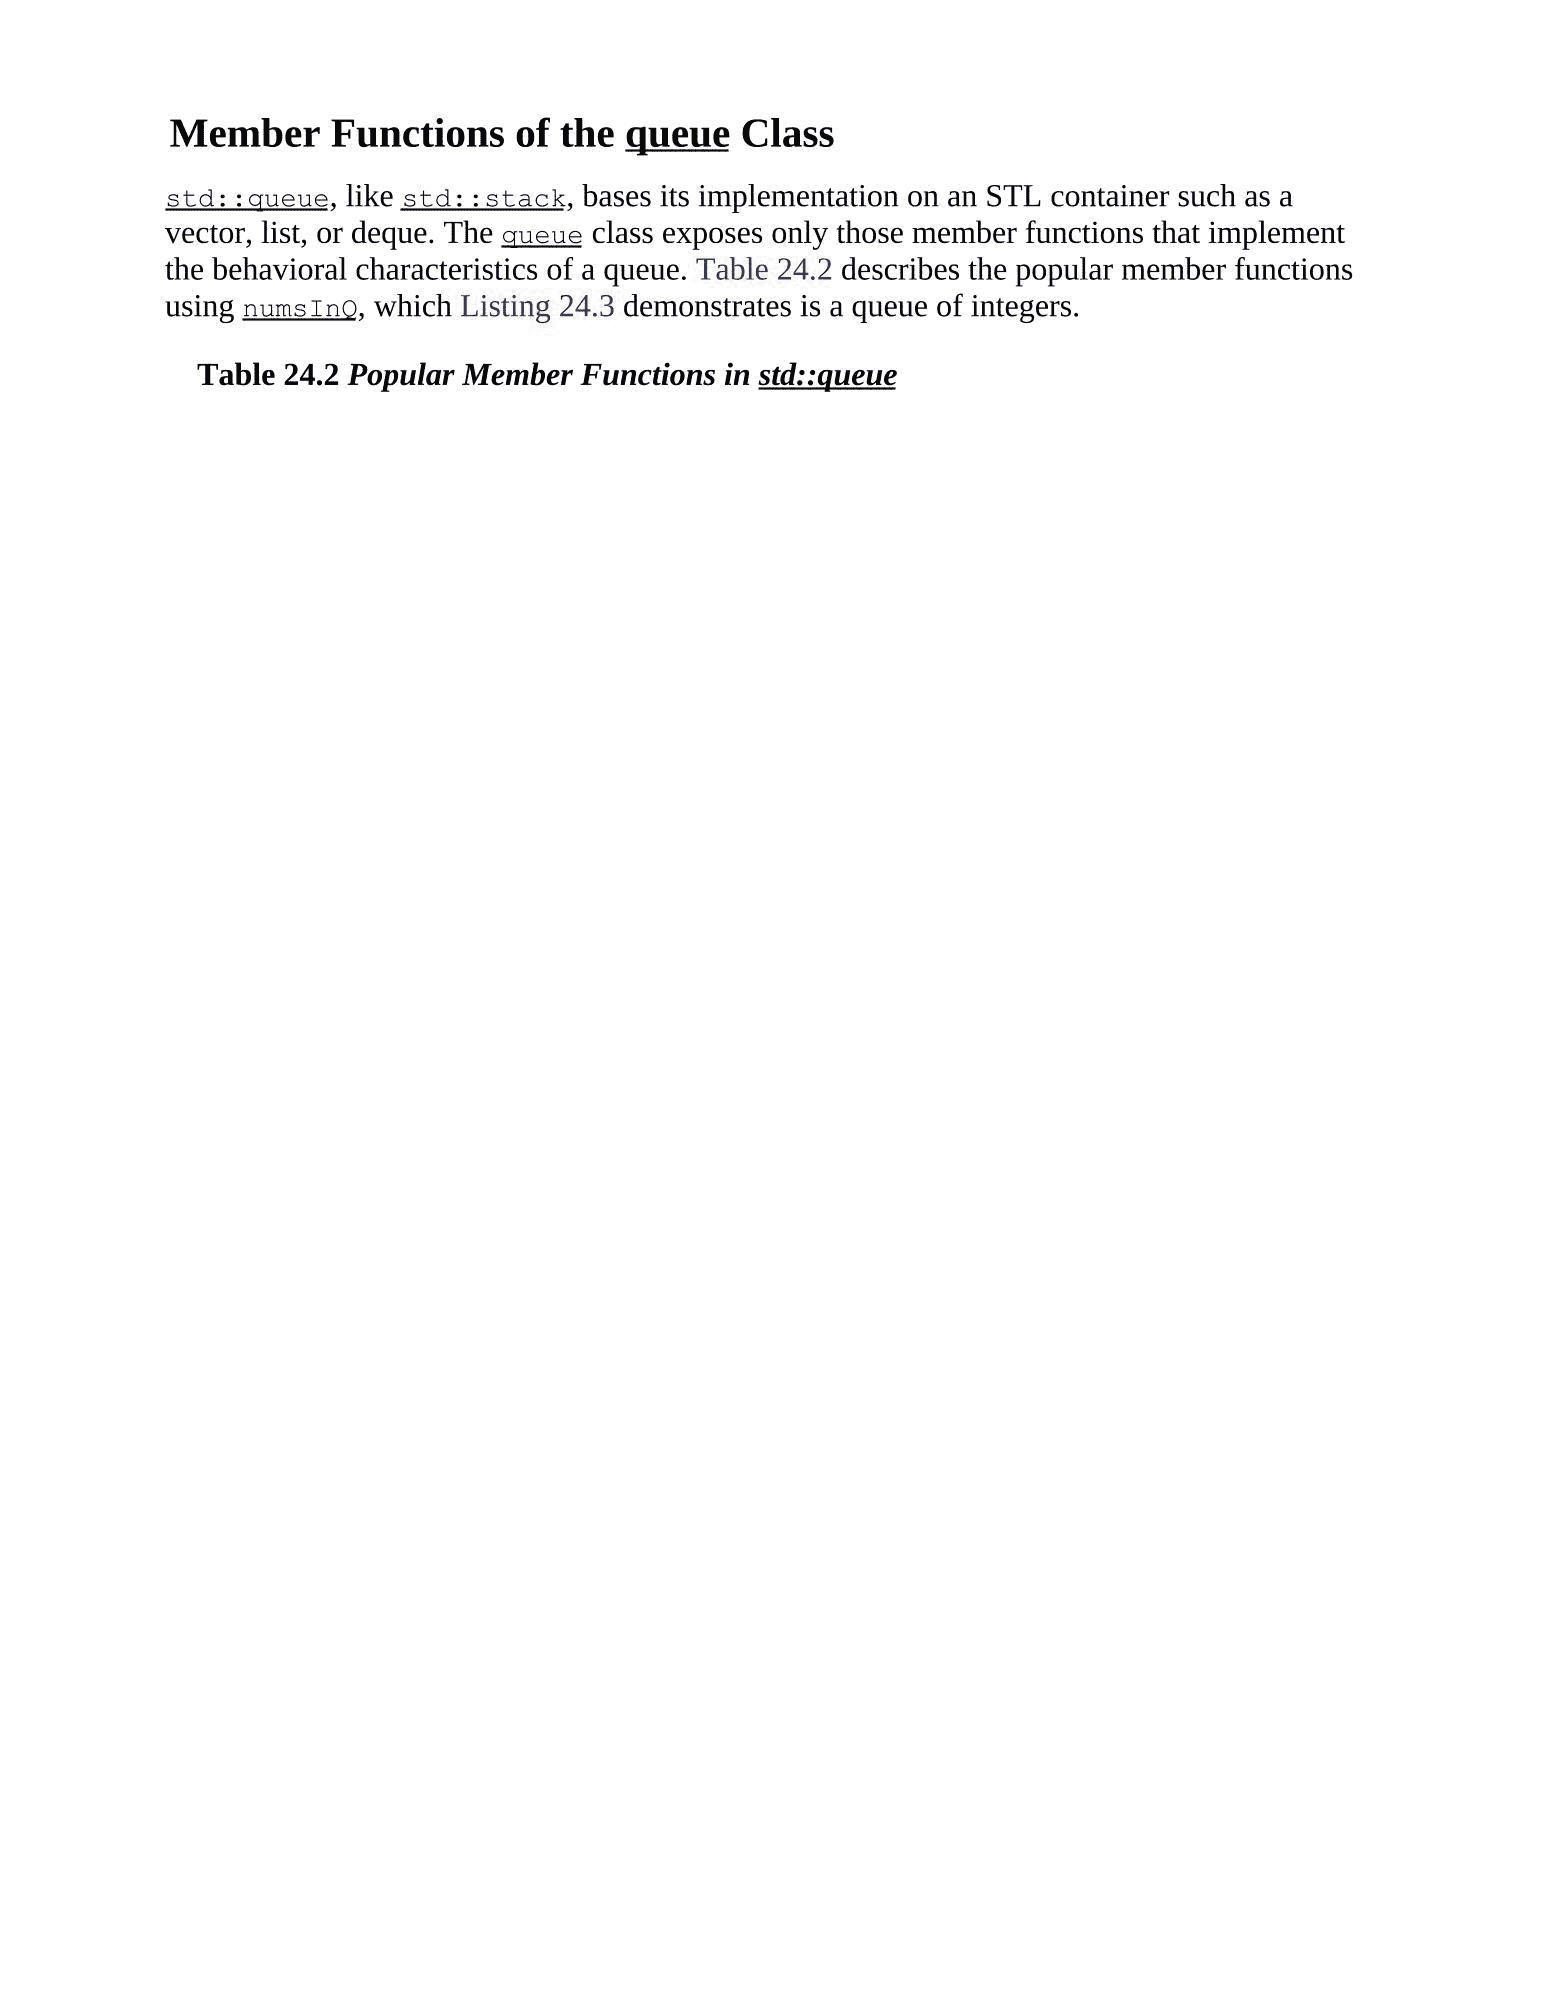 Member Functions of the queue Class
std::queue, like std::stack, bases its implementation on an STL container such as a
vector, list, or deque. The queue class exposes only those member functions that implement
the behavioral characteristics of a queue. Table 24.2 describes the popular member functions
using numsInQ, which Listing 24.3 demonstrates is a queue of integers.
Table 24.2 Popular Member Functions in std::queue